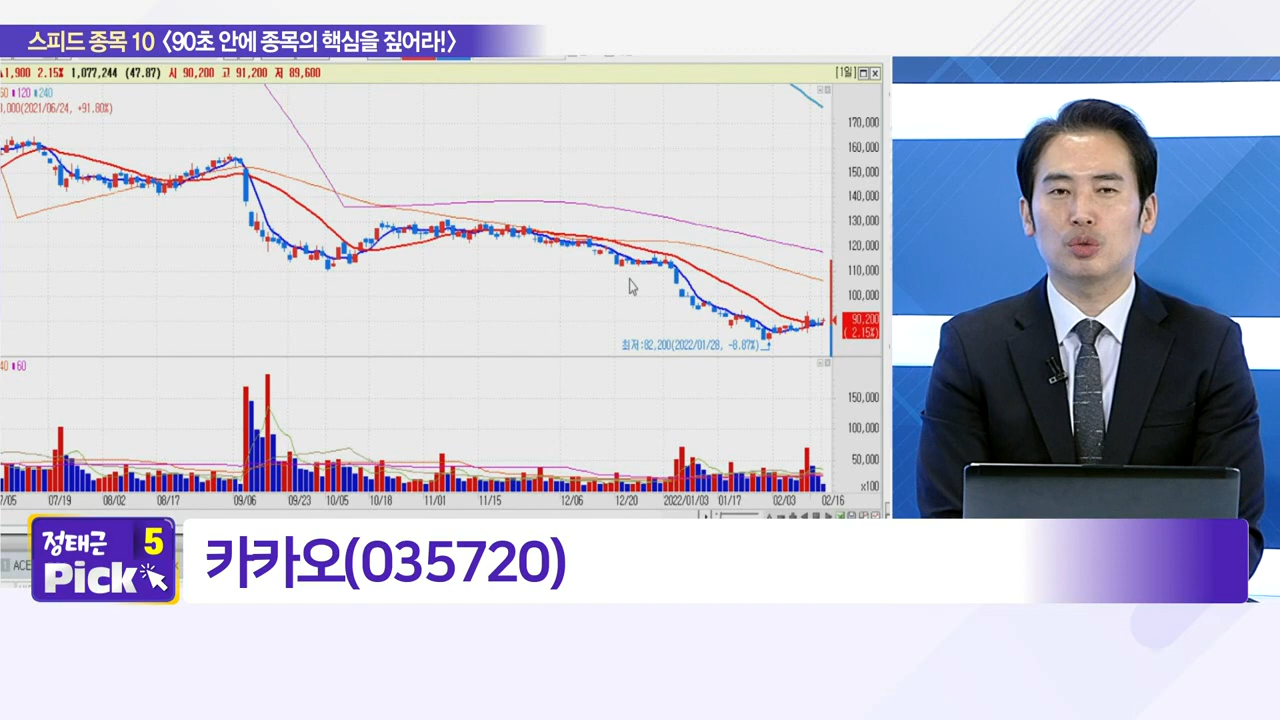 스피드 종목 10 〈90초 안에 종목의 핵심을 짚어라!〉
1,900 2.15% 1,077,244 (47.87) 시 90,200 고 91,200 저 89,600 [1일]
60 120 240
,000(2021/06/24, +91.80%)
170,000
160,000
150,000
140,000
130,000
120,000
110,000
100,000
90,200
( 2.15%)
최저:82,200(2022/01/28, -8.87%)
40 60
150,000
100,000
50,000
x100
7/05 07/19 08/02 08/17 09/06 09/23 10/05 10/18 11/01 11/15 12/06 12/20 2022/01/03 01/17 02/03 02/16
정태근 5
Pick
카카오(035720)
ACE